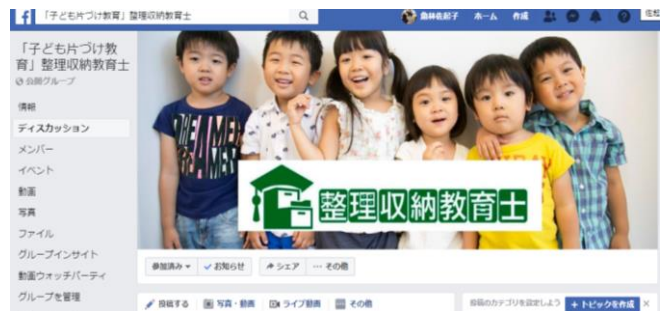 「子ども片づけ教育」整理収納教育士
ホーム
作成
「子ども片づけ教
育」整理収納教育士
公開グループ
情報
ディスカッション
メンバー
イベント
動画
写真
ファイル
グループインサイト
動画ウォッチパーティ
グループを管理
DREAMER
整理収納教育士
参加済み
お知らせ
シェア
その他
投稿する
写真・動画
ライブ動画
その他
投稿のカテゴリを設定しよう
+ トピックを作成